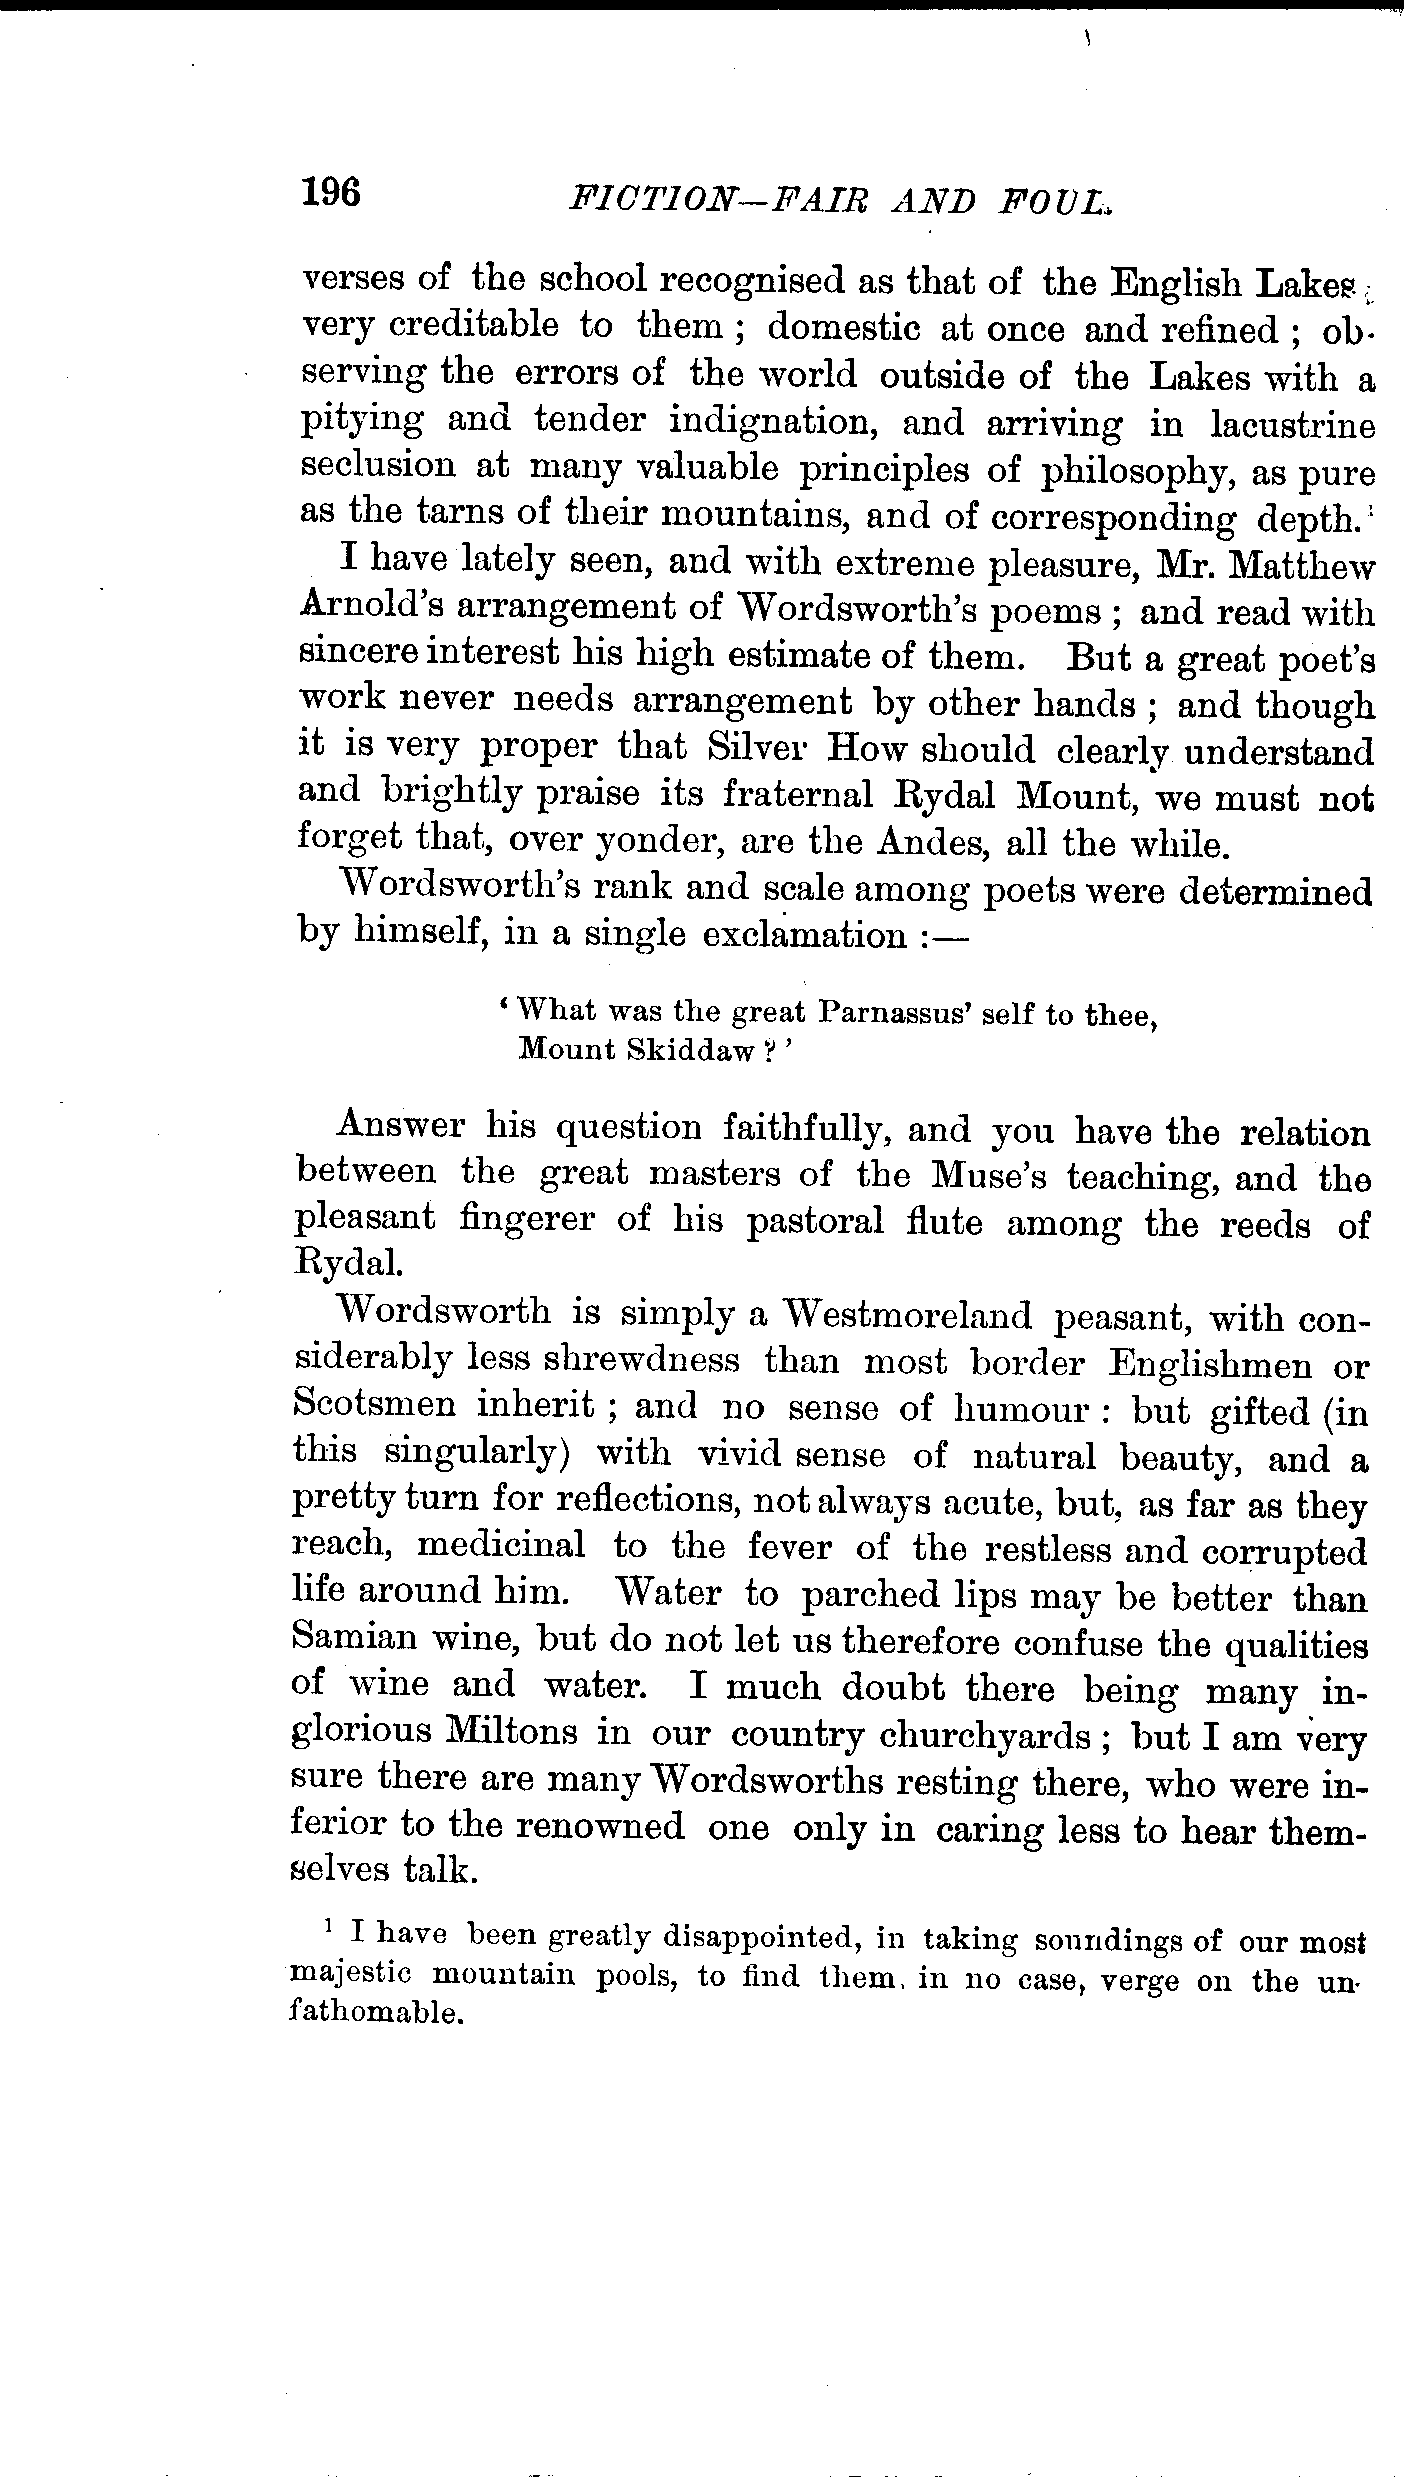 196 FICTION—FAIR AND FOUL.
verses of the school recognised as that of the English Lakes;
very creditable to them ; domestic at once and refined ; ob-
serving the errors of the world outside of the Lakes with a
pitying and tender indignation, and arriving in lacustrine
seclusion at many valuable principles of philosophy, as pure
as the tarns of their mountains, and of corresponding depth.¹
I have lately seen, and with extreme pleasure, Mr. Matthew
Arnold's arrangement of Wordsworth's poems ; and read with
sincere interest his high estimate of them. But a great poet's
work never needs arrangement by other hands ; and though
it is very proper that Silver How should clearly understand
and brightly praise its fraternal Rydal Mount, we must not
forget that, over yonder, are the Andes, all the while.
Wordsworth's rank and scale among poets were determined
by himself, in a single exclamation :—
‘ What was the great Parnassus’ self to thee,
Mount Skiddaw ? ’
Answer his question faithfully, and you have the relation
between the great masters of the Muse's teaching, and the
pleasant fingerer of his pastoral flute among the reeds of
Rydal.
Wordsworth is simply a Westmoreland peasant, with con-
siderably less shrewdness than most border Englishmen or
Scotsmen inherit ; and no sense of humour : but gifted (in
this singularly) with vivid sense of natural beauty, and a
pretty turn for reflections, not always acute, but, as far as they
reach, medicinal to the fever of the restless and corrupted
life around him. Water to parched lips may be better than
Samian wine, but do not let us therefore confuse the qualities
of wine and water. I much doubt there being many in-
glorious Miltons in our country churchyards ; but I am very
sure there are many Wordsworths resting there, who were in-
ferior to the renowned one only in caring less to hear them-
selves talk.
¹ I have been greatly disappointed, in taking soundings of our most
majestic mountain pools, to find them, in no case, verge on the un-
fathomable.